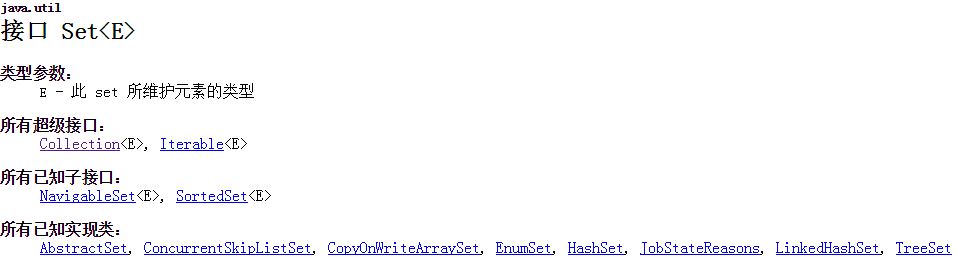 java.util
接口 Set<E>
类型参数:
E - 此 set 所维护元素的类型
所有超级接口:
Collection<E>, Iterable<E>
所有已知子接口:
NavigableSet<E>, SortedSet<E>
所有已知实现类:
AbstractSet, ConcurrentSkipListSet, CopyOnWriteArraySet, EnumSet, HashSet, JobStateReasons, LinkedHashSet, TreeSet